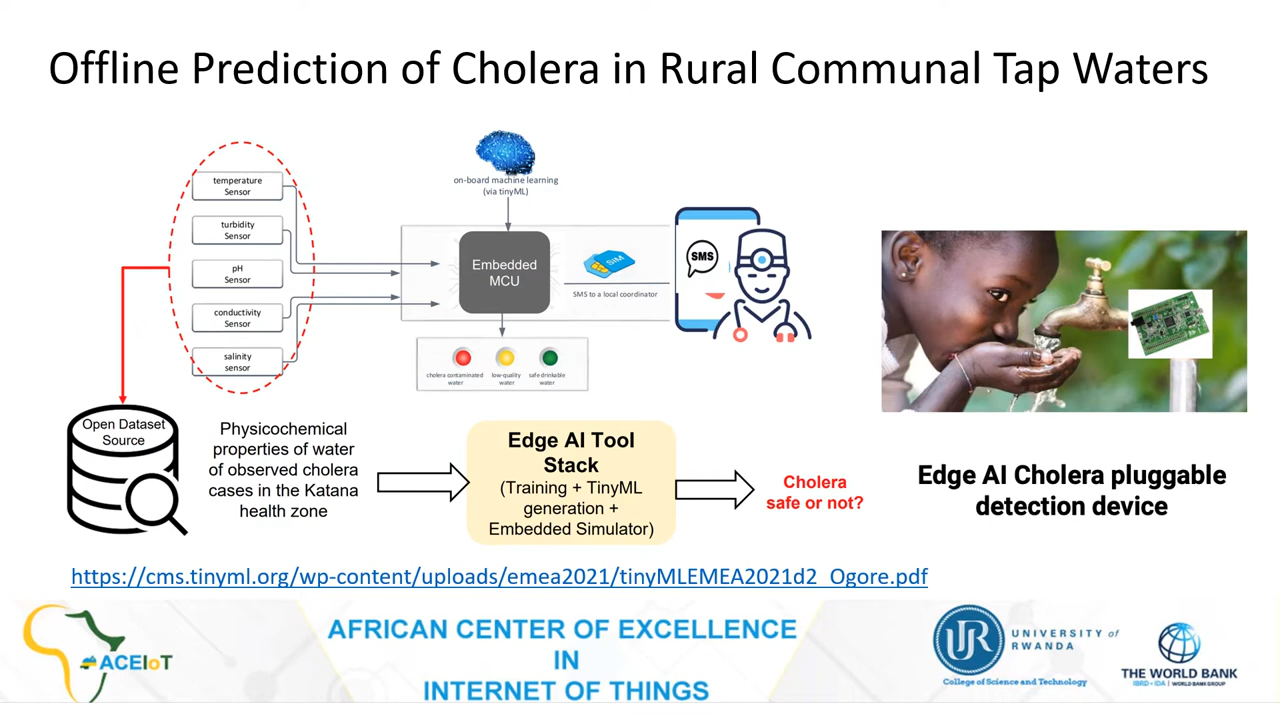 Offline Prediction of Cholera in Rural Communal Tap Waters
on-board machine learning
(via tinyML)
temperature
Sensor
turbidity
Sensor
pH
Sensor
conductivity
Sensor
salinity
sensor
Embedded
MCU
SIM
SMS to a local coordinator
SMS
cholera contaminated
water
low-quality
water
safe drinkable
water
Open Dataset
Source
Physicochemical
properties of water
of observed cholera
cases in the Katana
health zone
Edge AI Tool
Stack
(Training + TinyML
generation +
Embedded Simulator)
Cholera
safe or not?
Edge AI Cholera pluggable
detection device
https://cms.tinyml.org/wp-content/uploads/emea2021/tinyMLEMEA2021d2_Ogore.pdf
ACEIoT
AFRICAN CENTER OF EXCELLENCE
IN
INTERNET OF THINGS
UR
UNIVERSITY of
RWANDA
College of Science and Technology
THE WORLD BANK
IBRD • IDA | WORLD BANK GROUP